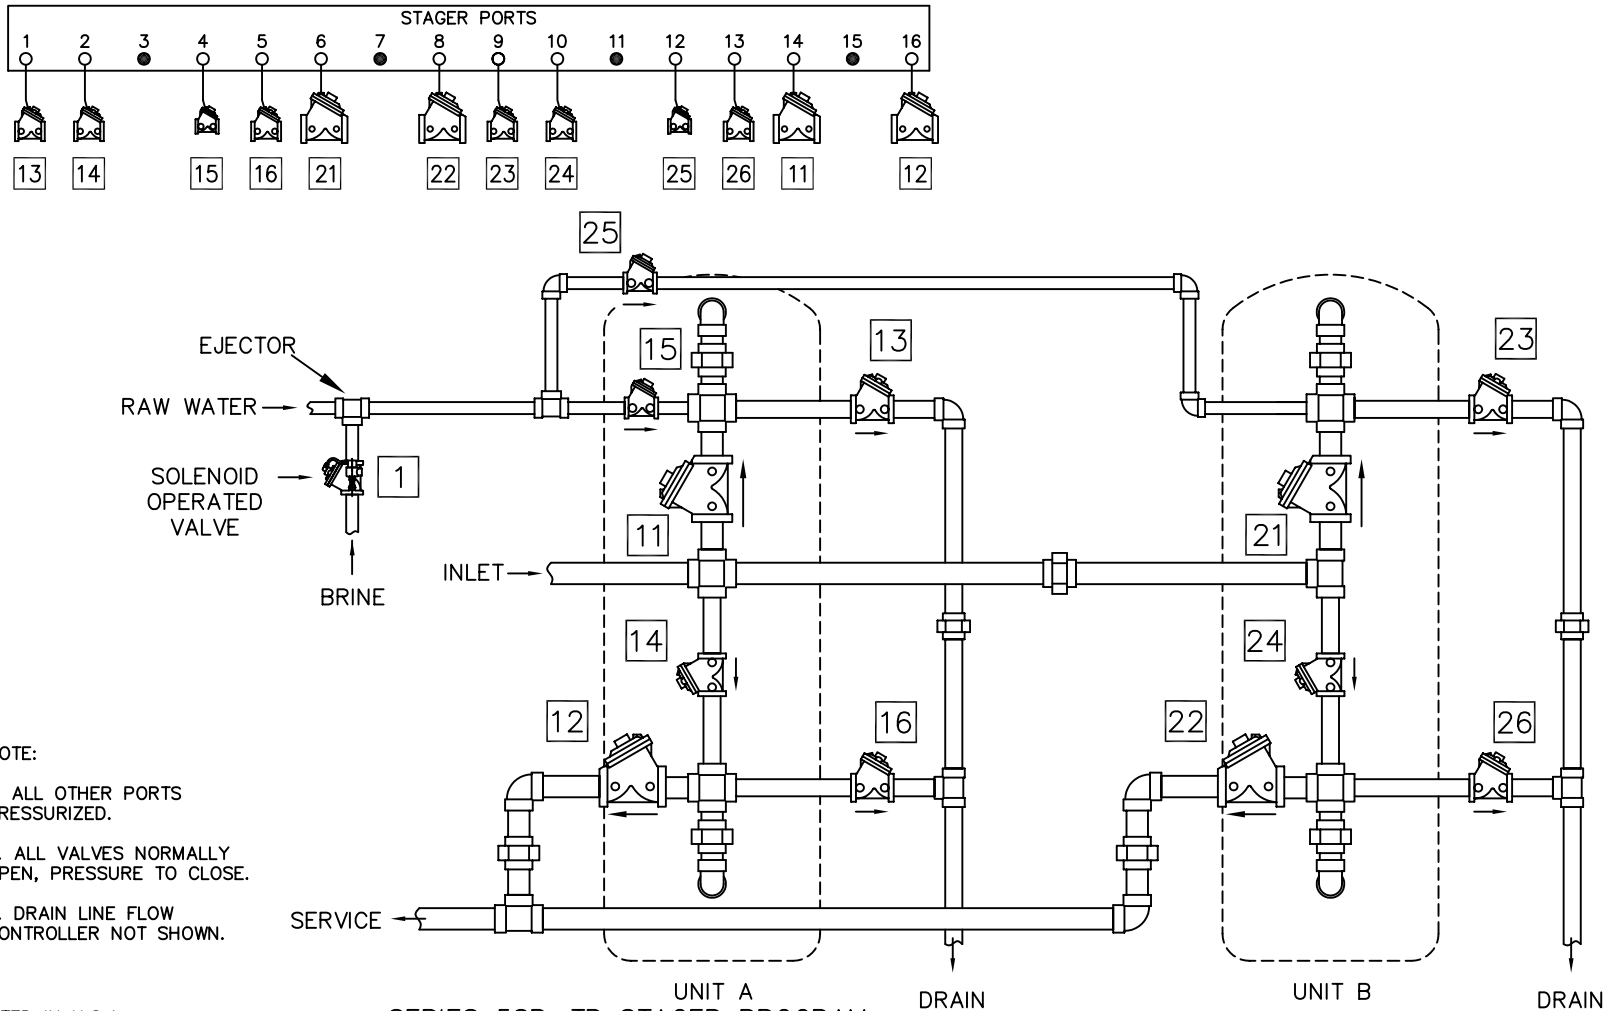 STAGER PORTS
1 2 3 4 5 6 7 8 9 10 11 12 13 14 15 16
13 14 15 16 21 22 23 24 25 26 11 12
25
15
13
23
EJECTOR
RAW WATER
SOLENOID
OPERATED
VALVE
1
11
21
INLET
BRINE
14
24
12
16
22
26
OTE:
ALL OTHER PORTS
RESSURIZED.
. ALL VALVES NORMALLY
PEN, PRESSURE TO CLOSE.
. DRAIN LINE FLOW
ONTROLLER NOT SHOWN.
SERVICE
UNIT A
DRAIN
UNIT B
DRAIN